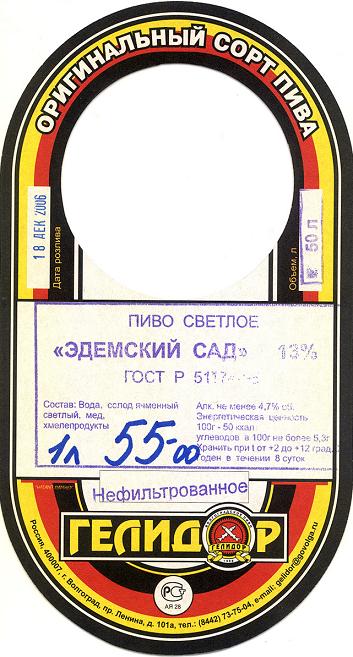 ОРИГИНАЛЬНЫЙ СОРТ ПИВА
Дата розлива
18 ДЕК 2006
Объем, л
50 Л
ПИВО СВЕТЛОЕ
«ЭДЕМСКИЙ САД» 13%
ГОСТ Р
Состав: Вода, солод ячменный
светлый, мед,
хмелепродукты
Алк. не менее 4,7% об.
Энергетическая ценность
100г - 50 ккал
углеводов в 100г не более 5,3г
Хранить при t от +2 до +12 град.
годен в течении 8 суток
1л 55-00
Нефильтрованное
ГЕЛИДОР
ГЕЛИДОР
РСТ
АЯ 28
Россия, 400007, г. Волгоград, пр. Ленина, д. 101а, тел.: (8442) 73-75-04, e-mail: gelidor@govolga.ru